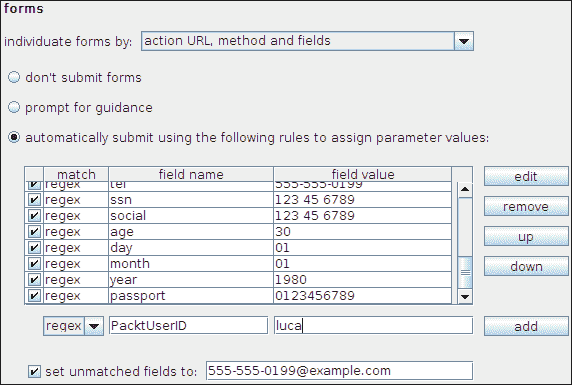 forms
individuate forms by: action URL, method and fields
don't submit forms
prompt for guidance
automatically submit using the following rules to assign parameter values:
match field name field value
regex tel 555-555-0199
regex ssn 123 45 6789
regex social 123 45 6789
regex age 30
regex day 01
regex month 01
regex year 1980
regex passport 0123456789
edit
remove
up
down
regex PacktUserID luca add
set unmatched fields to: 555-555-0199@example.com